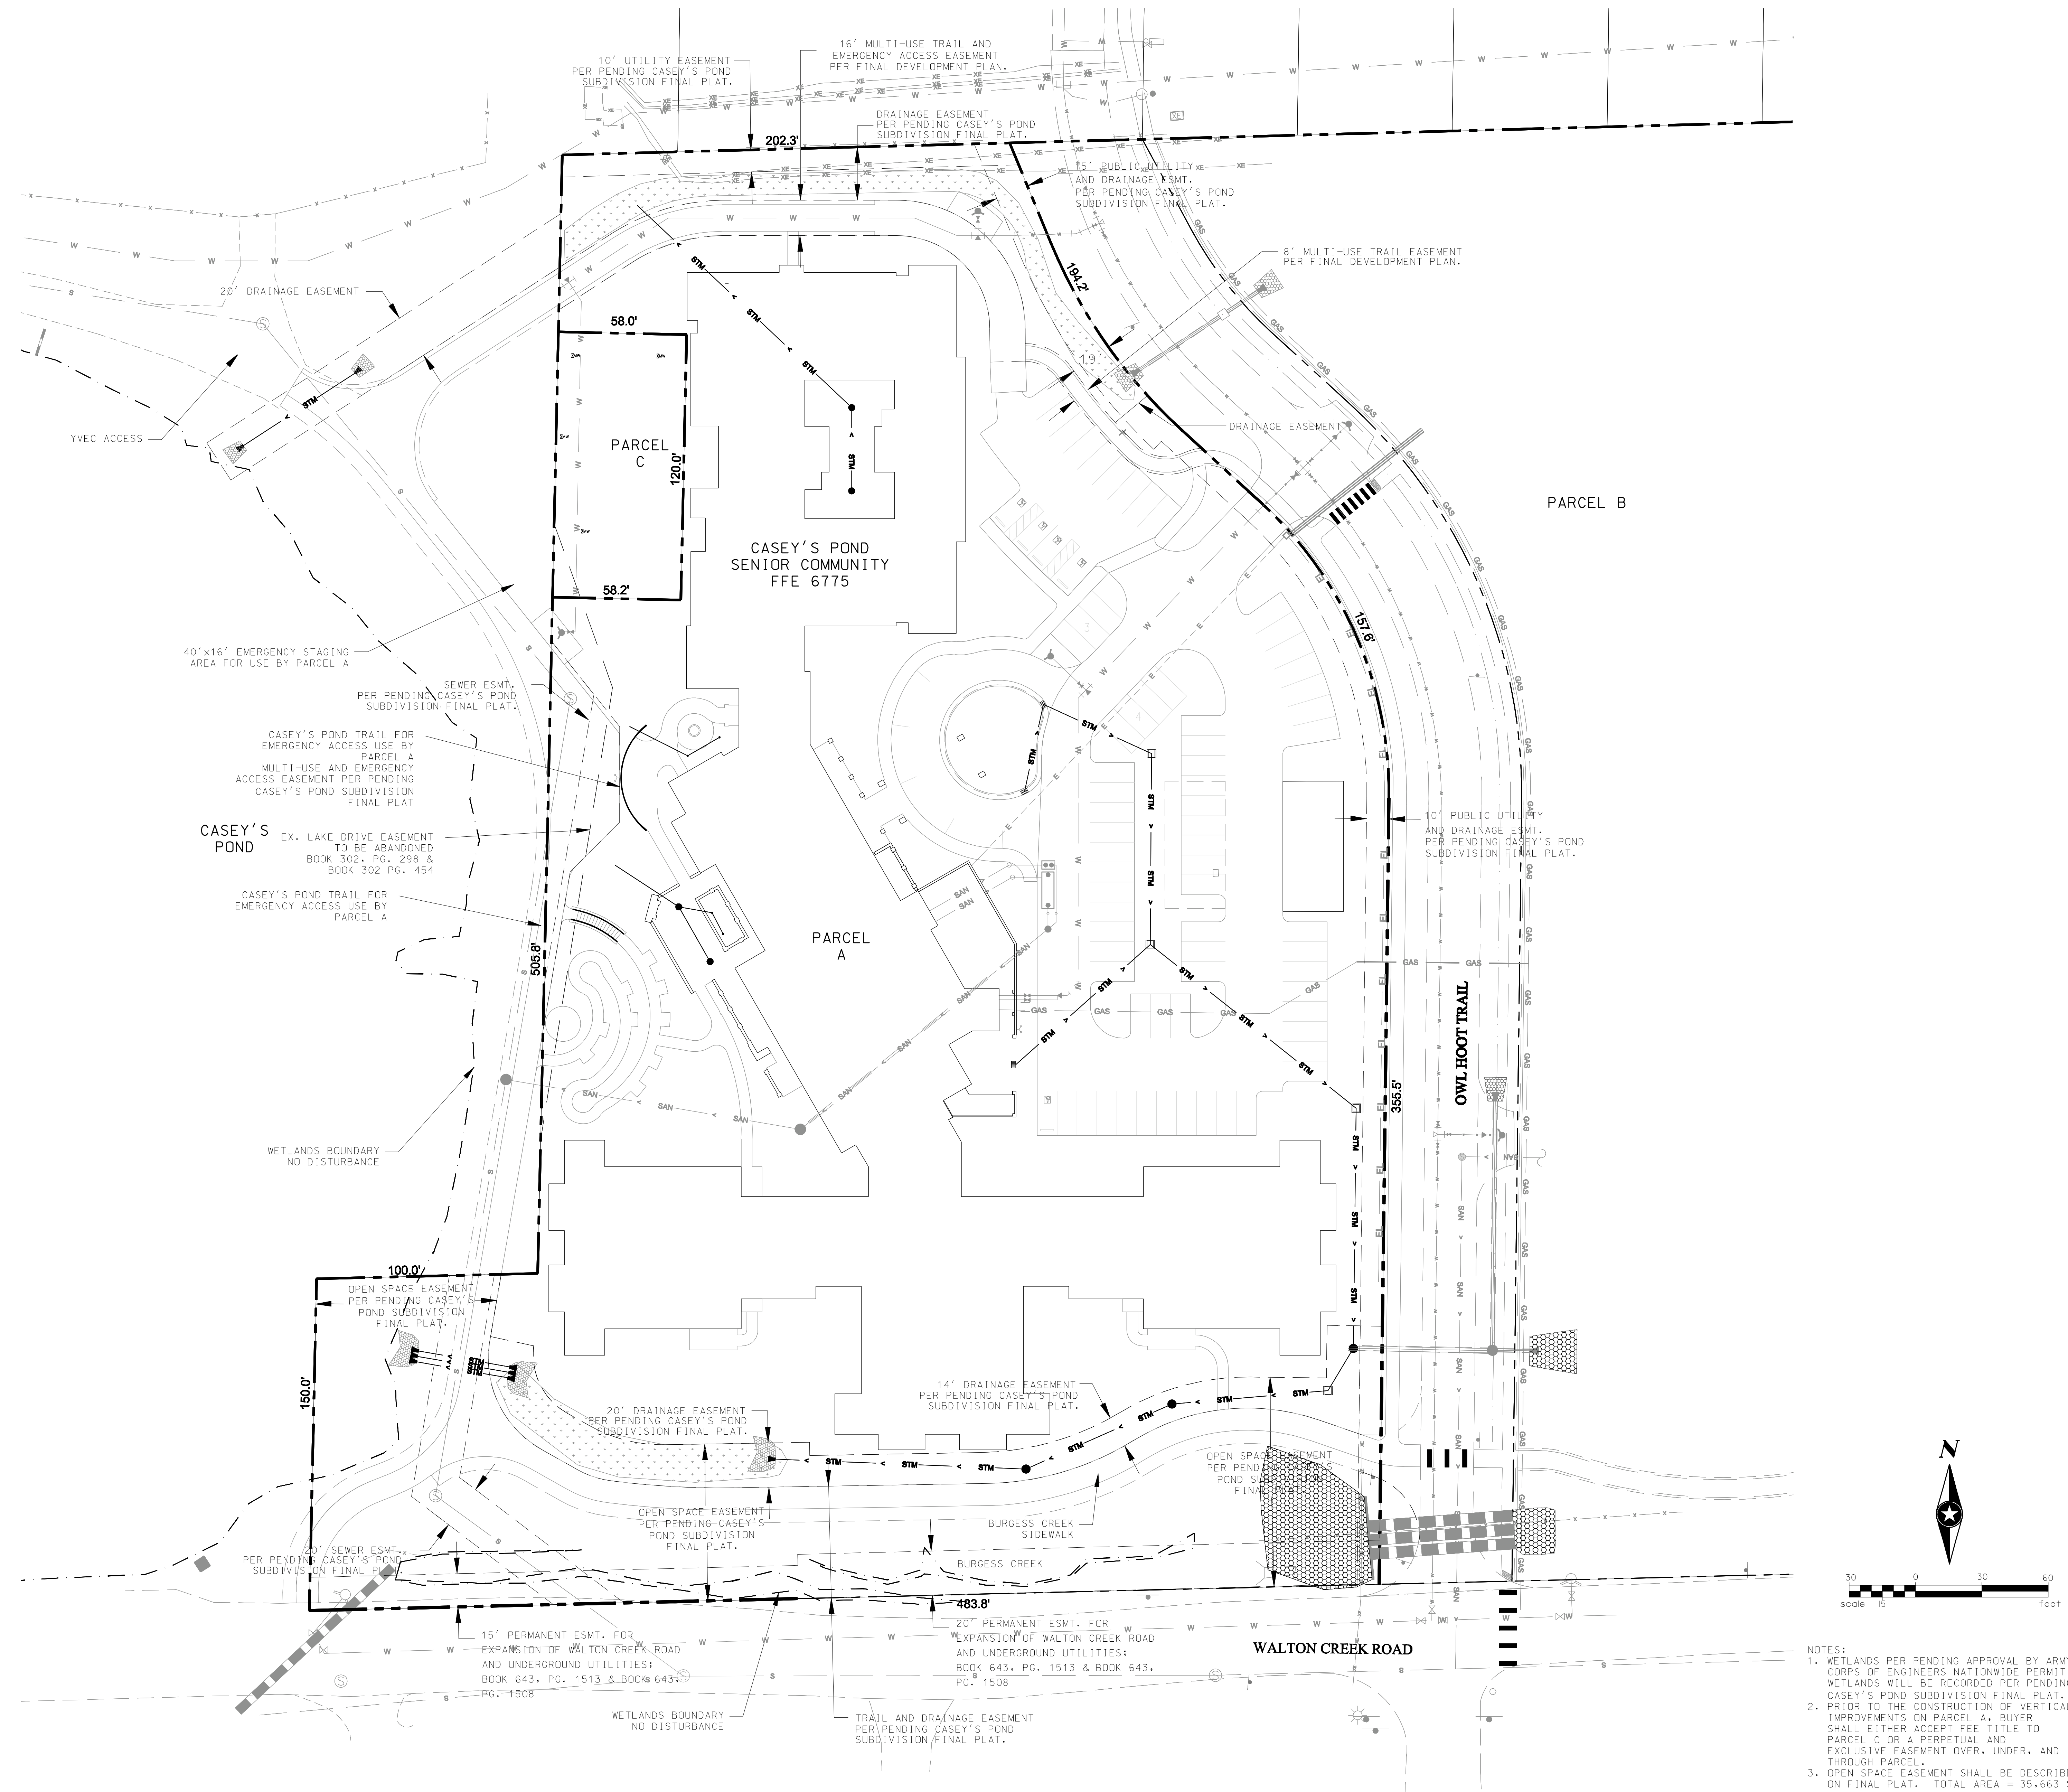 16' MULTI-USE TRAIL AND
EMERGENCY ACCESS EASEMENT
PER FINAL DEVELOPMENT PLAN.
10' UTILITY EASEMENT
PER PENDING CASEY'S POND
SUBDIVISION FINAL PLAT.
DRAINAGE EASEMENT
PER PENDING CASEY'S POND
SUBDIVISION FINAL PLAT.
202.3'
15' PUBLIC UTILITY
AND DRAINAGE ESMT.
PER PENDING CASEY'S POND
SUBDIVISION FINAL PLAT.
8' MULTI-USE TRAIL EASEMENT
PER FINAL DEVELOPMENT PLAN.
194.2'
20' DRAINAGE EASEMENT
58.0'
19'
YVEC ACCESS
PARCEL
C
120.0'
DRAINAGE EASEMENT
PARCEL B
CASEY'S POND
SENIOR COMMUNITY
FFE 6775
58.2'
157.6'
3
4
40'x16' EMERGENCY STAGING
AREA FOR USE BY PARCEL A
SEWER ESMT.
PER PENDING CASEY'S POND
SUBDIVISION FINAL PLAT.
CASEY'S POND TRAIL FOR
EMERGENCY ACCESS USE BY
PARCEL A
MULTI-USE AND EMERGENCY
ACCESS EASEMENT PER PENDING
CASEY'S POND SUBDIVISION
FINAL PLAT
CASEY'S
POND
EX. LAKE DRIVE EASEMENT
TO BE ABANDONED
BOOK 302, PG. 298 &
BOOK 302 PG. 454
10' PUBLIC UTILITY
AND DRAINAGE ESMT.
PER PENDING CASEY'S POND
SUBDIVISION FINAL PLAT.
CASEY'S POND TRAIL FOR
EMERGENCY ACCESS USE BY
PARCEL A
505.8'
PARCEL
A
OWL HOOT TRAIL
355.5'
WETLANDS BOUNDARY
NO DISTURBANCE
100.0'
OPEN SPACE EASEMENT
PER PENDING CASEY'S
POND SUBDIVISION
FINAL PLAT.
150.0'
14' DRAINAGE EASEMENT
PER PENDING CASEY'S POND
SUBDIVISION FINAL PLAT.
20' DRAINAGE EASEMENT
PER PENDING CASEY'S POND
SUBDIVISION FINAL PLAT.
OPEN SPACE EASEMENT
PER PENDING CASEY'S
POND SUBDIVISION
FINAL PLAT.
OPEN SPACE EASEMENT
PER PENDING CASEY'S
POND SUBDIVISION
FINAL PLAT.
BURGESS CREEK
SIDEWALK
20' SEWER ESMT.
PER PENDING CASEY'S POND
SUBDIVISION FINAL PLAT.
BURGESS CREEK
483.8'
15' PERMANENT ESMT. FOR
EXPANSION OF WALTON CREEK ROAD
AND UNDERGROUND UTILITIES:
BOOK 643, PG. 1513 & BOOK 643,
PG. 1508
20' PERMANENT ESMT. FOR
EXPANSION OF WALTON CREEK ROAD
AND UNDERGROUND UTILITIES:
BOOK 643, PG. 1513 & BOOK 643,
PG. 1508
WALTON CREEK ROAD
WETLANDS BOUNDARY
NO DISTURBANCE
TRAIL AND DRAINAGE EASEMENT
PER PENDING CASEY'S POND
SUBDIVISION FINAL PLAT.
N
30 0 30 60
scale 15 feet
NOTES:
1. WETLANDS PER PENDING APPROVAL BY ARMY
CORPS OF ENGINEERS NATIONWIDE PERMIT
WETLANDS WILL BE RECORDED PER PENDING
CASEY'S POND SUBDIVISION FINAL PLAT.
2. PRIOR TO THE CONSTRUCTION OF VERTICAL
IMPROVEMENTS ON PARCEL A, BUYER
SHALL EITHER ACCEPT FEE TITLE TO
PARCEL C OR A PERPETUAL AND
EXCLUSIVE EASEMENT OVER, UNDER, AND
THROUGH PARCEL.
3. OPEN SPACE EASEMENT SHALL BE DESCRIBE
ON FINAL PLAT. TOTAL AREA = 35,663